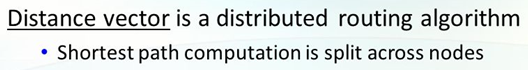 Distance vector is a distributed routing algorithm
• Shortest path computation is split across nodes